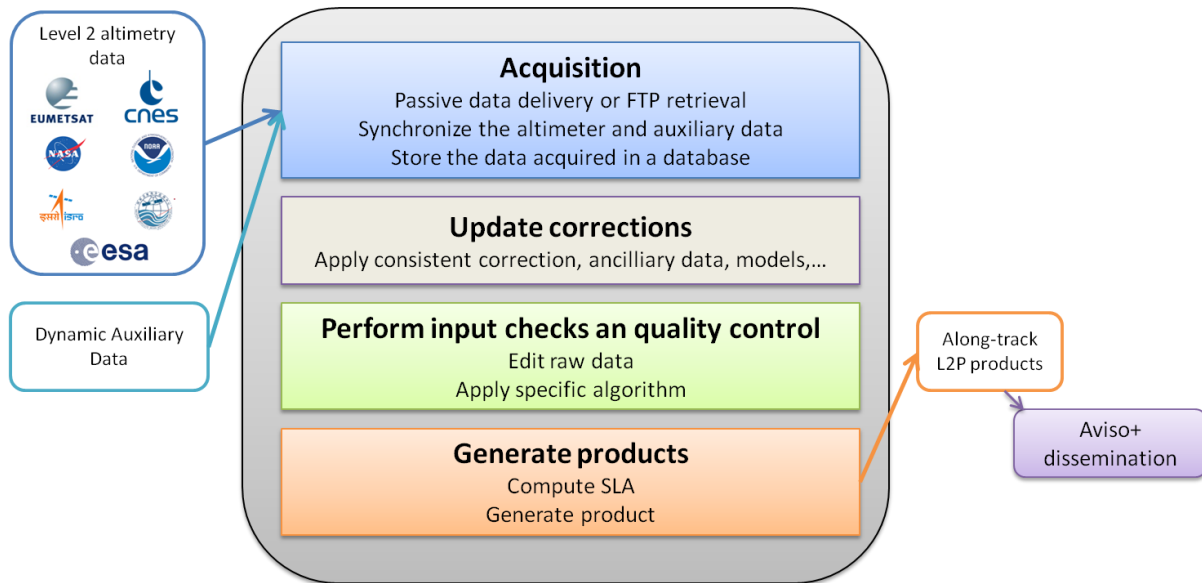 Level 2 altimetry
data
EUMETSAT
cnes
NASA
NOAA
इसरो isro
esa
Dynamic Auxiliary
Data
Acquisition
Passive data delivery or FTP retrieval
Synchronize the altimeter and auxiliary data
Store the data acquired in a database
Update corrections
Apply consistent correction, ancilliary data, models,...
Perform input checks an quality control
Edit raw data
Apply specific algorithm
Generate products
Compute SLA
Generate product
Along-track
L2P products
Aviso+
dissemination